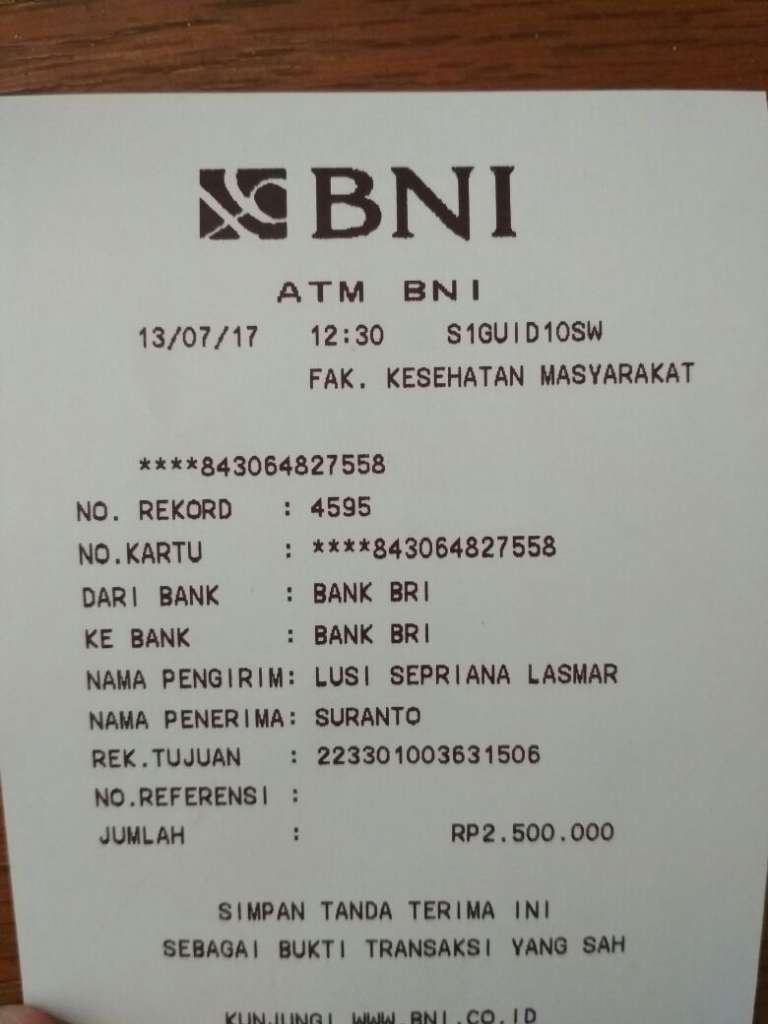 BNI
ATM BNI
13/07/17 12:30 S1GUID10SW
FAK. KESEHATAN MASYARAKAT
****843064827558
NO. REKORD : 4595
NO.KARTU : ****843064827558
DARI BANK : BANK BRI
KE BANK : BANK BRI
NAMA PENGIRIM: LUSI SEPRIANA LASMAR
NAMA PENERIMA: SURANTO
REK.TUJUAN : 223301003631506
NO.REFERENSI :
JUMLAH : RP2.500.000
SIMPAN TANDA TERIMA INI
SEBAGAI BUKTI TRANSAKSI YANG SAH
KUNJUNGI WWW.BNI.CO.ID